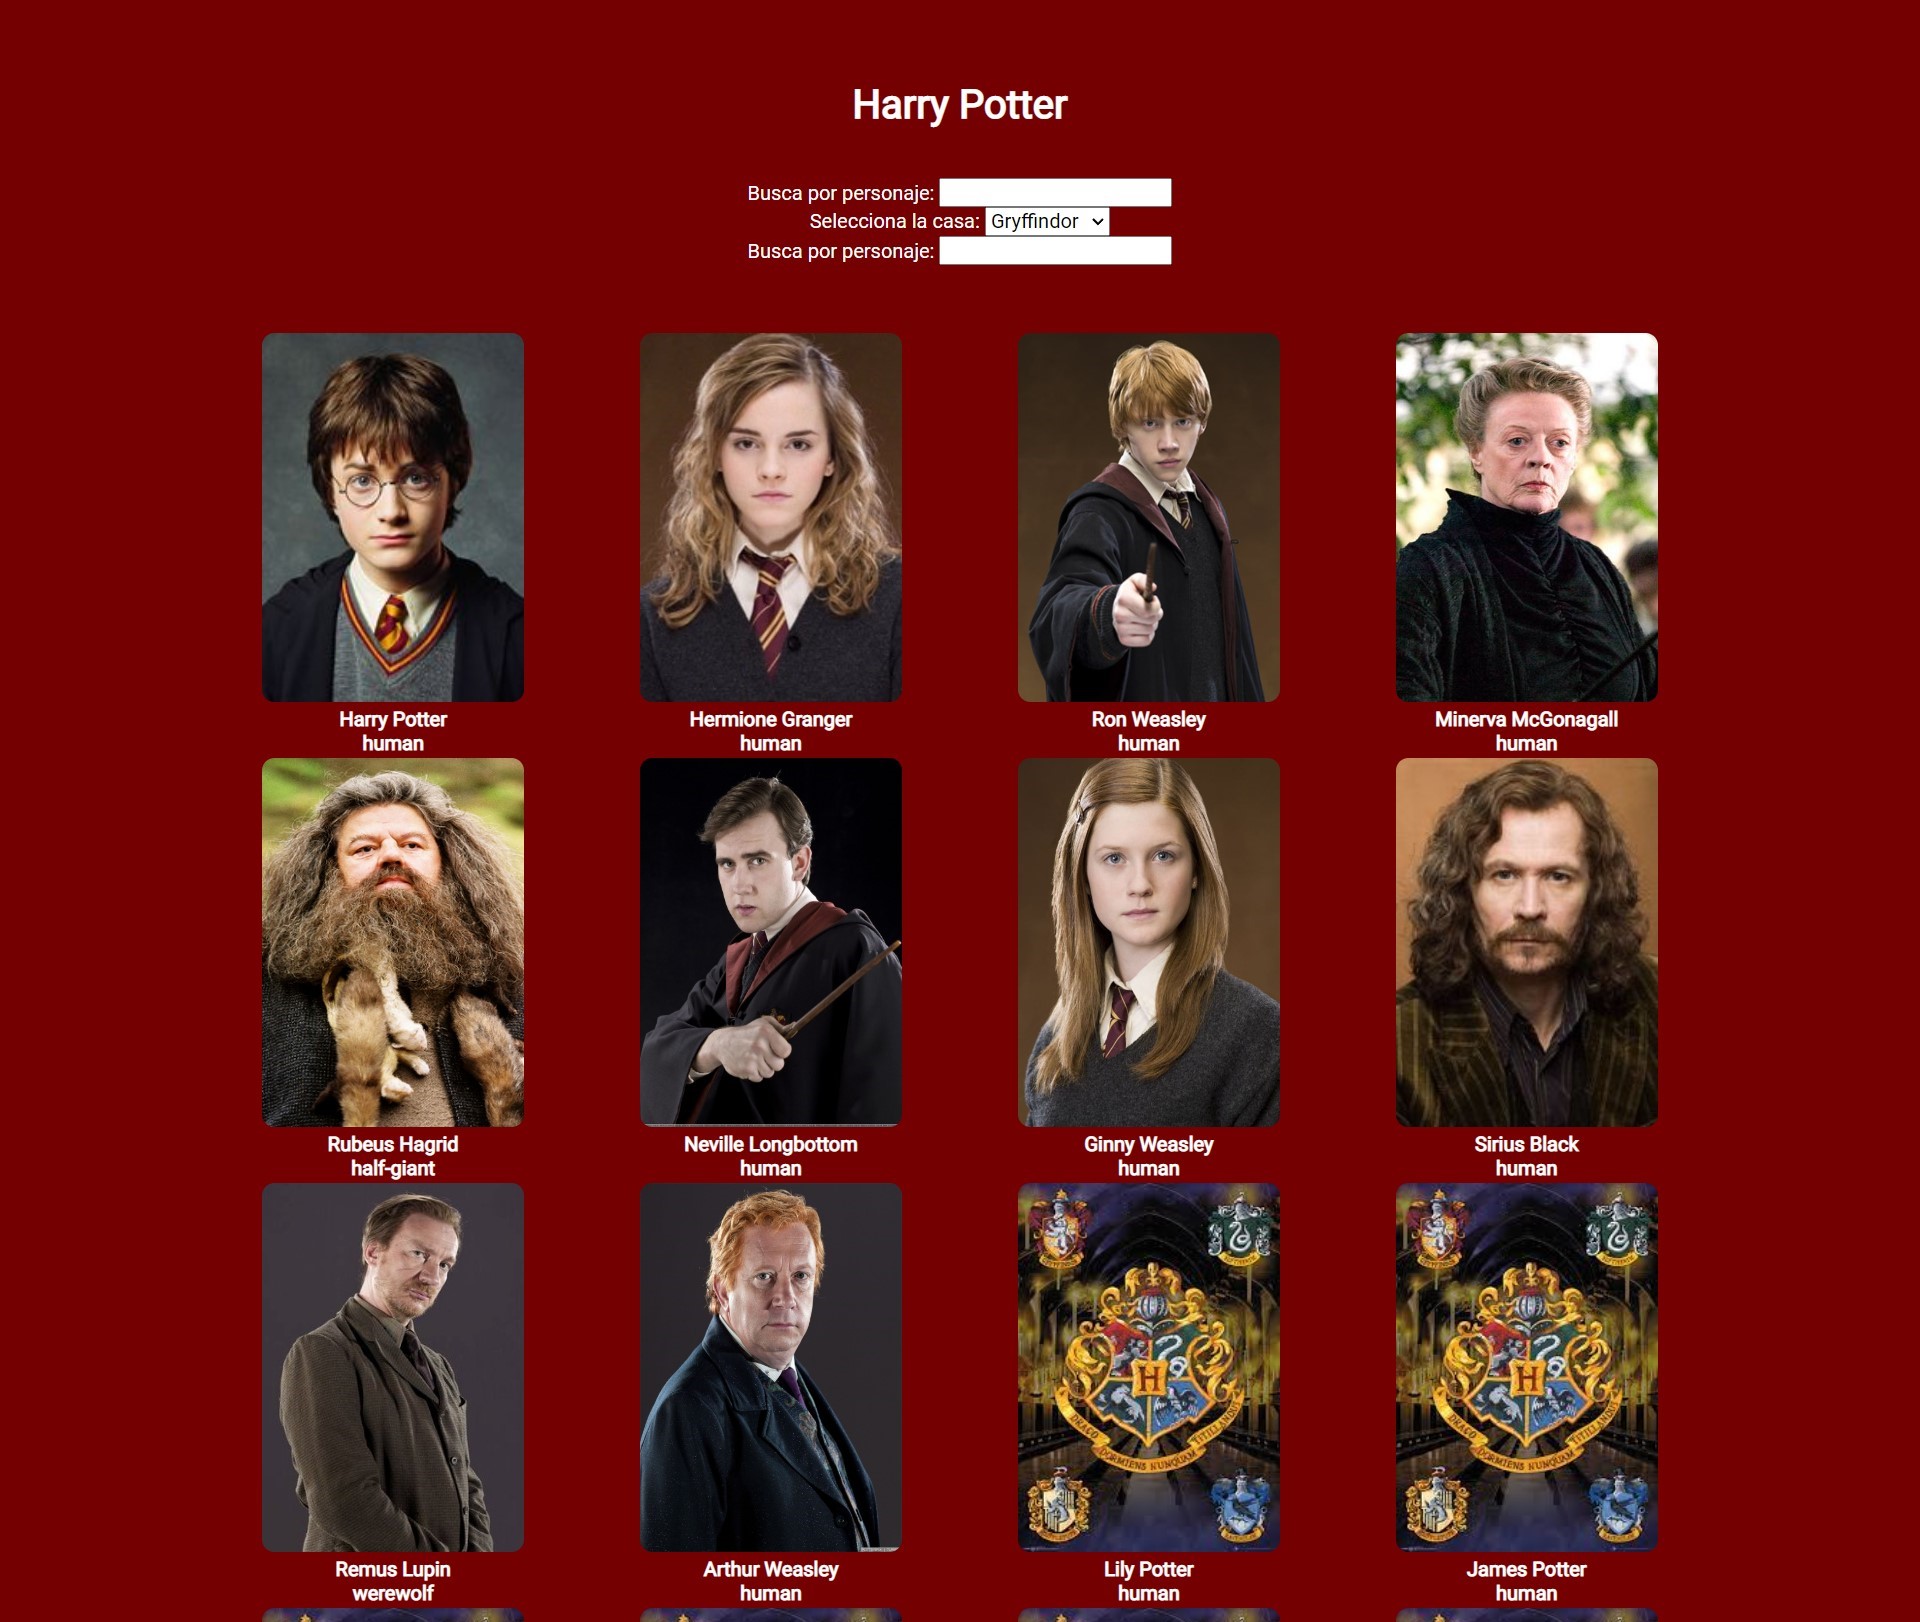 Harry Potter
Busca por personaje:
Selecciona la casa: Gryffindor
Busca por personaje:
Harry Potter
human
Hermione Granger
human
Ron Weasley
human
Minerva McGonagall
human
Rubeus Hagrid
half-giant
Neville Longbottom
human
Ginny Weasley
human
Sirius Black
human
Remus Lupin
werewolf
Arthur Weasley
human
H
DRACO DORMIENS NUNQUAM TITILLANDUS
Lily Potter
human
H
DRACO DORMIENS NUNQUAM TITILLANDUS
James Potter
human